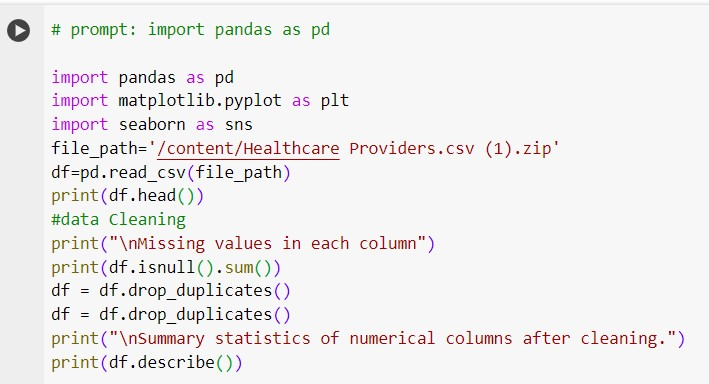 # prompt: import pandas as pd
import pandas as pd
import matplotlib.pyplot as plt
import seaborn as sns
file_path='/content/Healthcare Providers.csv (1).zip'
df=pd.read_csv(file_path)
print(df.head())
#data Cleaning
print("\nMissing values in each column")
print(df.isnull().sum())
df = df.drop_duplicates()
df = df.drop_duplicates()
print("\nSummary statistics of numerical columns after cleaning.")
print(df.describe())